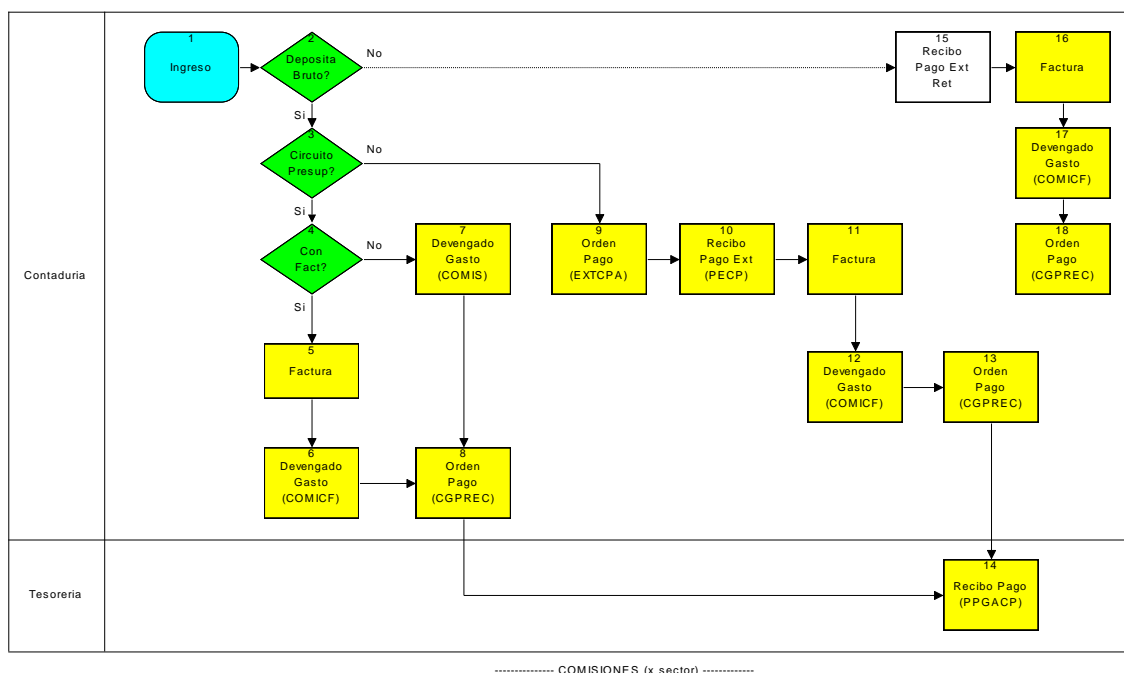 1
Ingreso
2
Deposita
Bruto?
No
15
Recibo
Pago Ext
Ret
16
Factura
Si
3
Circuito
Presup?
No
17
Devengado
Gasto
(COMICF)
Si
4
Con
Fact?
No
7
Devengado
Gasto
(COMIS)
9
Orden
Pago
(EXTCPA)
10
Recibo
Pago Ext
(PECP)
11
Factura
18
Orden
Pago
(CGPREC)
Contaduria
Si
5
Factura
12
Devengado
Gasto
(COMICF)
13
Orden
Pago
(CGPREC)
6
Devengado
Gasto
(COMICF)
8
Orden
Pago
(CGPREC)
Tesoreria
14
Recibo Pago
(PPGACP)
--------------- COMISIONES (x sector) -------------